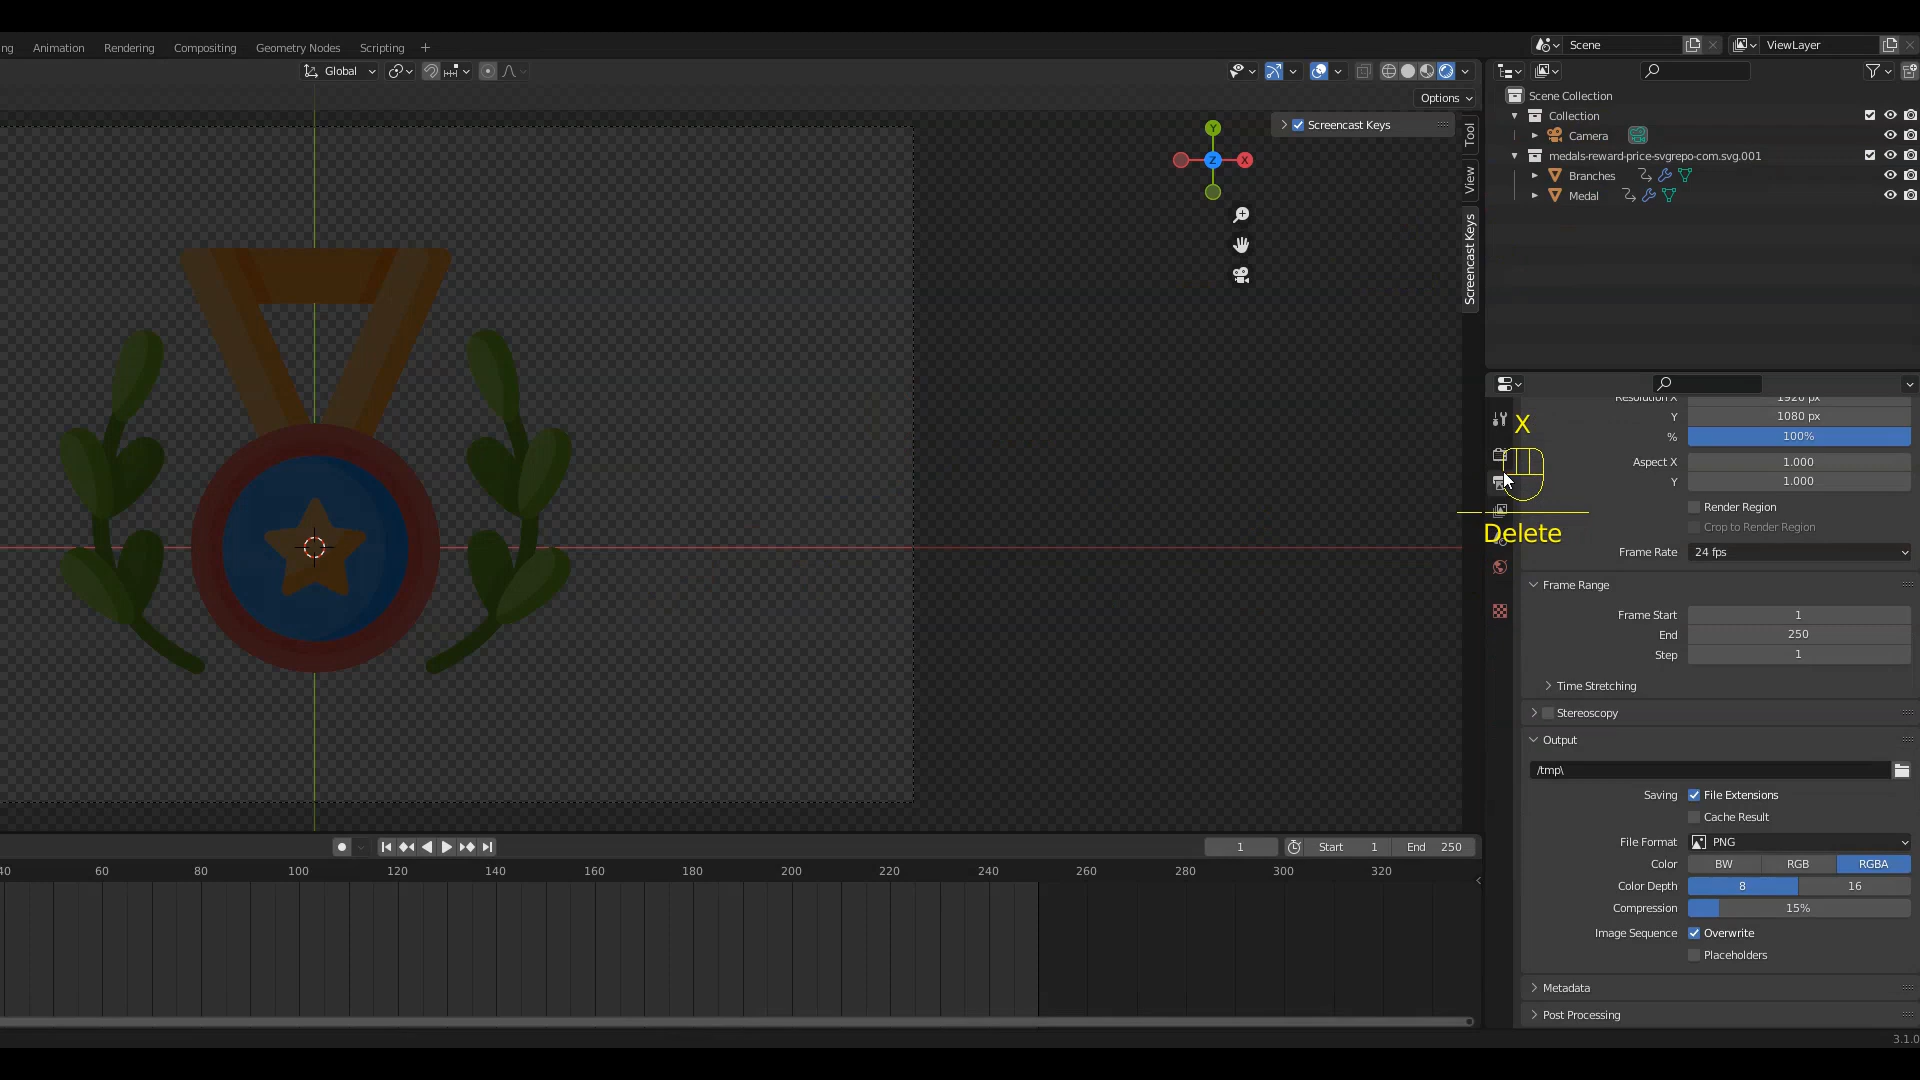 ng Animation Rendering Compositing Geometry Nodes Scripting +
Scene ViewLayer
Global
Options
Screencast Keys
Y
Z X
Tool
View
Screencast Keys
Scene Collection
Collection
Camera
medals-reward-price-svgrepo-com.svg.001
Branches
Medal
X
Delete
Resolution X 1920 px
Y 1080 px
% 100%
Aspect X 1.000
Y 1.000
Render Region
Crop to Render Region
Frame Rate 24 fps
Frame Range
Frame Start 1
End 250
Step 1
Time Stretching
Stereoscopy
Output
/tmp\
Saving File Extensions
Cache Result
File Format PNG
Color BW RGB RGBA
Color Depth 8 16
Compression 15%
Image Sequence Overwrite
Placeholders
Metadata
Post Processing
1 Start 1 End 250
40 60 80 100 120 140 160 180 200 220 240 260 280 300 320
3.1.0